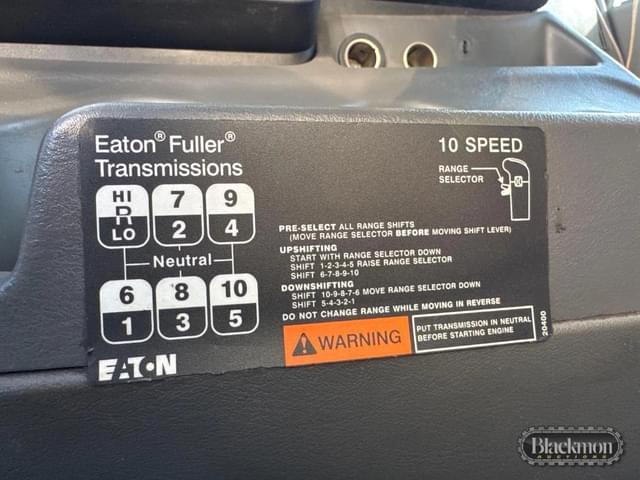 Eaton® Fuller®
Transmissions
10 SPEED
RANGE
SELECTOR
HI
R
LO
7
2
9
4
Neutral
6
1
8
3
10
5
PRE-SELECT ALL RANGE SHIFTS
(MOVE RANGE SELECTOR BEFORE MOVING SHIFT LEVER)
UPSHIFTING
START WITH RANGE SELECTOR DOWN
SHIFT 1-2-3-4-5 RAISE RANGE SELECTOR
SHIFT 6-7-8-9-10
DOWNSHIFTING
SHIFT 10-9-8-7-6 MOVE RANGE SELECTOR DOWN
SHIFT 5-4-3-2-1
DO NOT CHANGE RANGE WHILE MOVING IN REVERSE
WARNING
PUT TRANSMISSION IN NEUTRAL
BEFORE STARTING ENGINE
20400
EATON
Blackmon
AUCTIONS